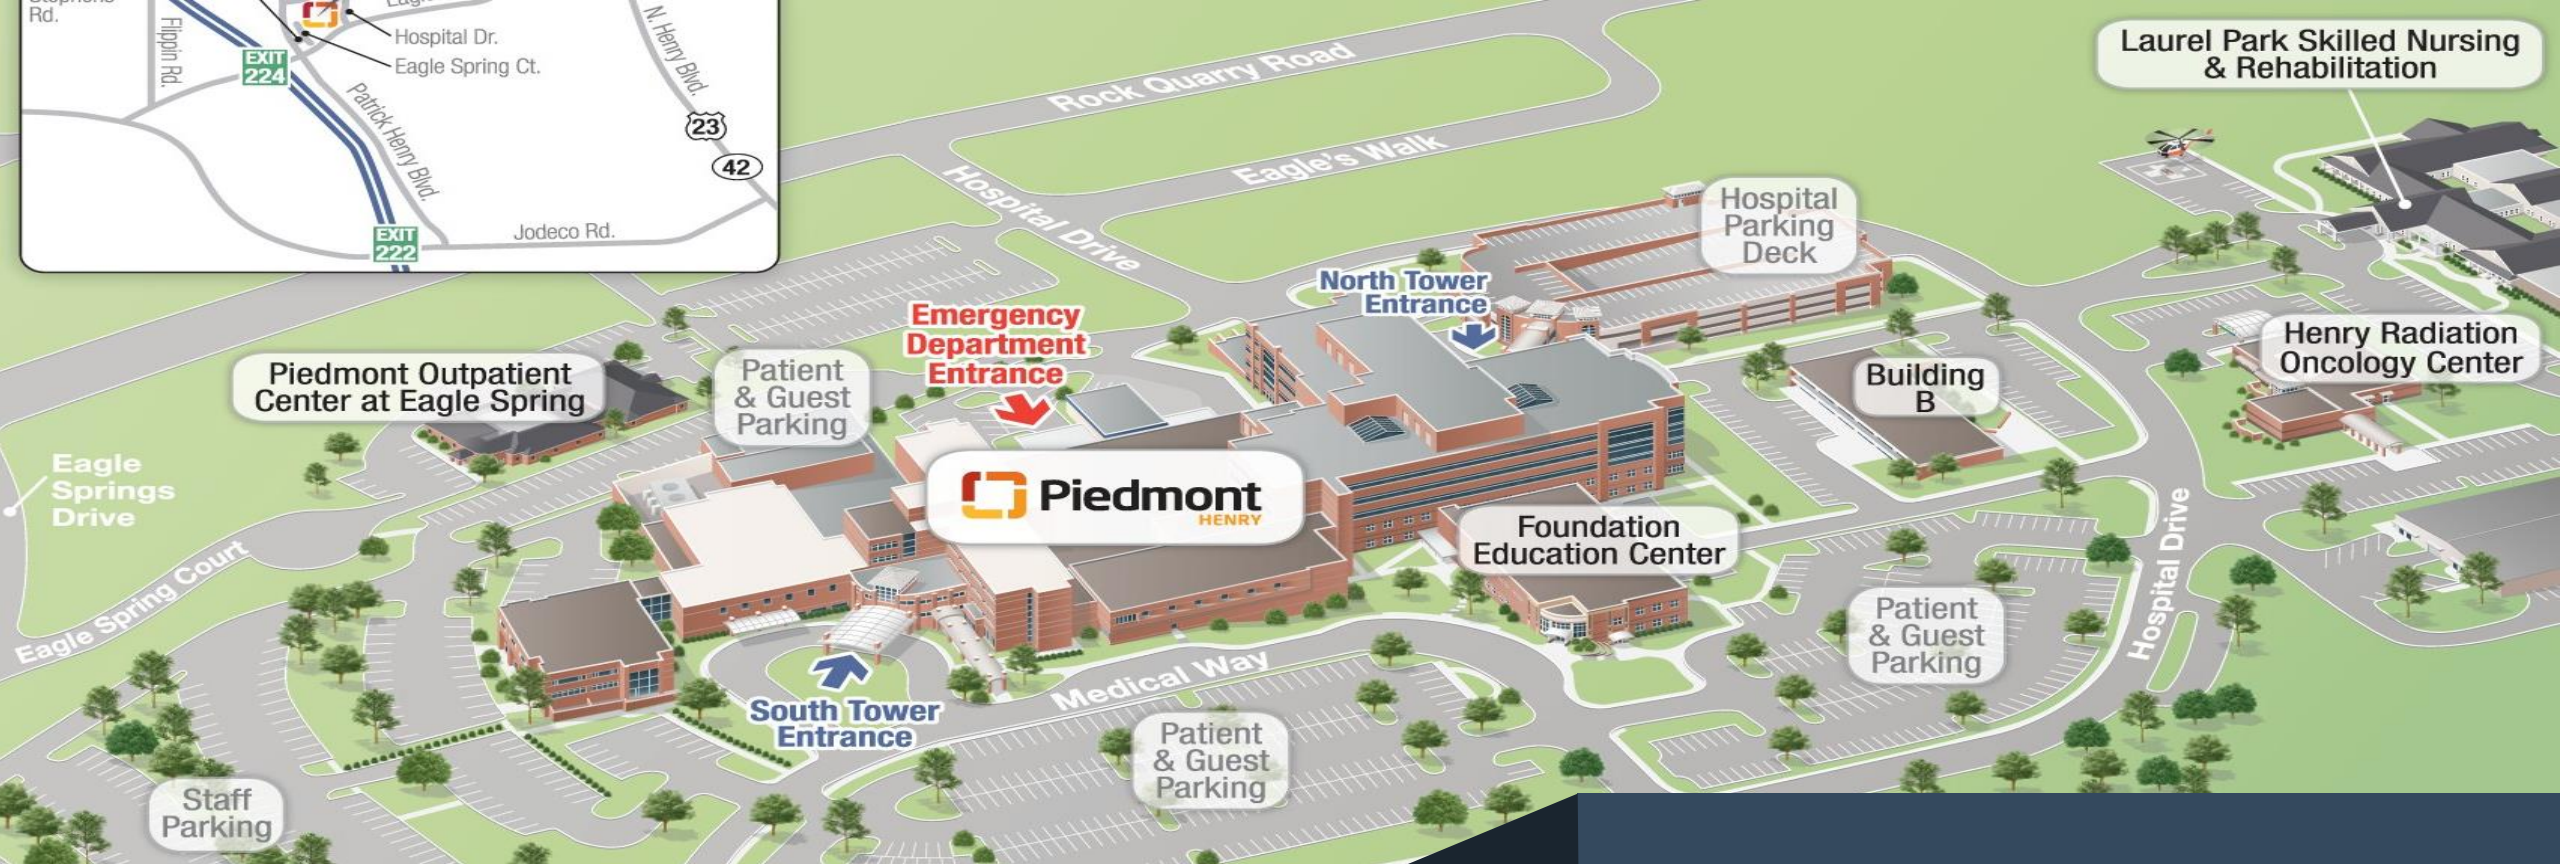 Rd.
Flippin Rd.
EXIT
224
Hospital Dr.
Eagle Spring Ct.
Patrick Henry Blvd.
N. Henry Blvd.
23
42
EXIT
222
Jodeco Rd.
Rock Quarry Road
Eagle's Walk
Hospital Drive
Laurel Park Skilled Nursing
& Rehabilitation
Hospital
Parking
Deck
North Tower
Entrance
Emergency
Department
Entrance
Piedmont Outpatient
Center at Eagle Spring
Patient
& Guest
Parking
Building
B
Henry Radiation
Oncology Center
Eagle
Springs
Drive
Piedmont
HENRY
Foundation
Education Center
Eagle Spring Court
Hospital Drive
Patient
& Guest
Parking
Medical Way
South Tower
Entrance
Patient
& Guest
Parking
Staff
Parking